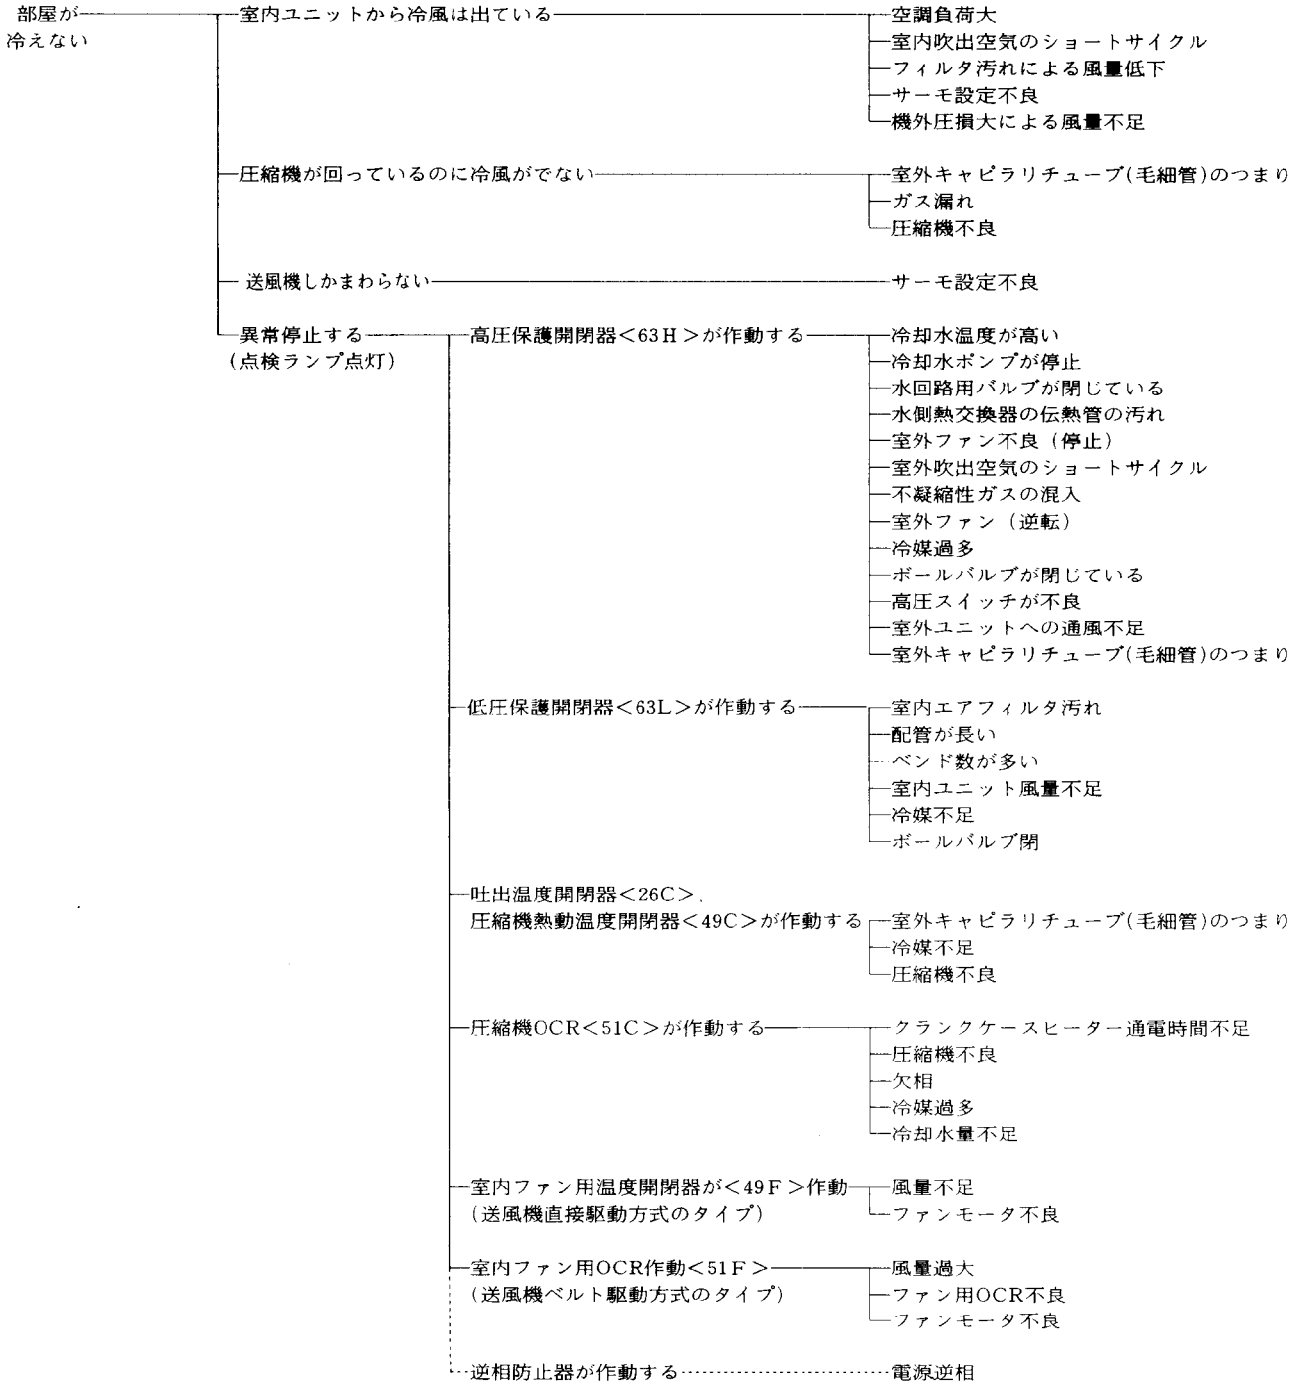 部屋が
冷えない
室内ユニットから冷風は出ている
空調負荷大
室内吹出空気のショートサイクル
フィルタ汚れによる風量低下
サーモ設定不良
機外圧損大による風量不足
圧縮機が回っているのに冷風がでない
室外キャピラリチューブ(毛細管)のつまり
ガス漏れ
圧縮機不良
送風機しかまわらない
サーモ設定不良
異常停止する
(点検ランプ点灯)
高圧保護開閉器<63H>が作動する
冷却水温度が高い
冷却水ポンプが停止
水回路用バルブが閉じている
水側熱交換器の伝熱管の汚れ
室外ファン不良(停止)
室外吹出空気のショートサイクル
不凝縮性ガスの混入
室外ファン(逆転)
冷媒過多
ボールバルブが閉じている
高圧スイッチが不良
室外ユニットへの通風不足
室外キャピラリチューブ(毛細管)のつまり
低圧保護開閉器<63L>が作動する
室内エアフィルタ汚れ
配管が長い
ベンド数が多い
室内ユニット風量不足
冷媒不足
ボールバルブ閉
吐出温度開閉器<26C>、
圧縮機熱動温度開閉器<49C>が作動する
室外キャピラリチューブ(毛細管)のつまり
冷媒不足
圧縮機不良
圧縮機OCR<51C>が作動する
クランクケースヒーター通電時間不足
圧縮機不良
欠相
冷媒過多
冷却水量不足
室内ファン用温度開閉器が<49F>作動
(送風機直接駆動方式のタイプ)
風量不足
ファンモータ不良
室内ファン用OCR作動<51F>
(送風機ベルト駆動方式のタイプ)
風量過大
ファン用OCR不良
ファンモータ不良
逆相防止器が作動する
電源逆相